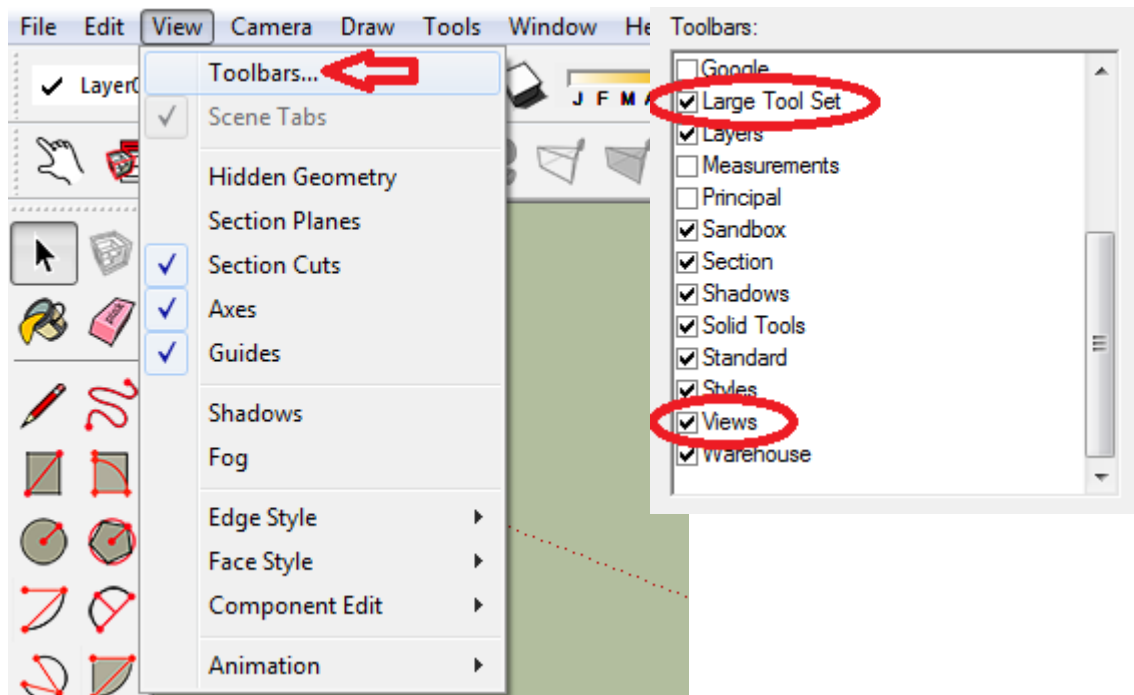 File Edit View Camera Draw Tools Window He
Layer0
J F M A
Toolbars...
Scene Tabs
Hidden Geometry
Section Planes
Section Cuts
Axes
Guides
Shadows
Fog
Edge Style
Face Style
Component Edit
Animation
Toolbars:
Google
Large Tool Set
Layers
Measurements
Principal
Sandbox
Section
Shadows
Solid Tools
Standard
Styles
Views
Warehouse